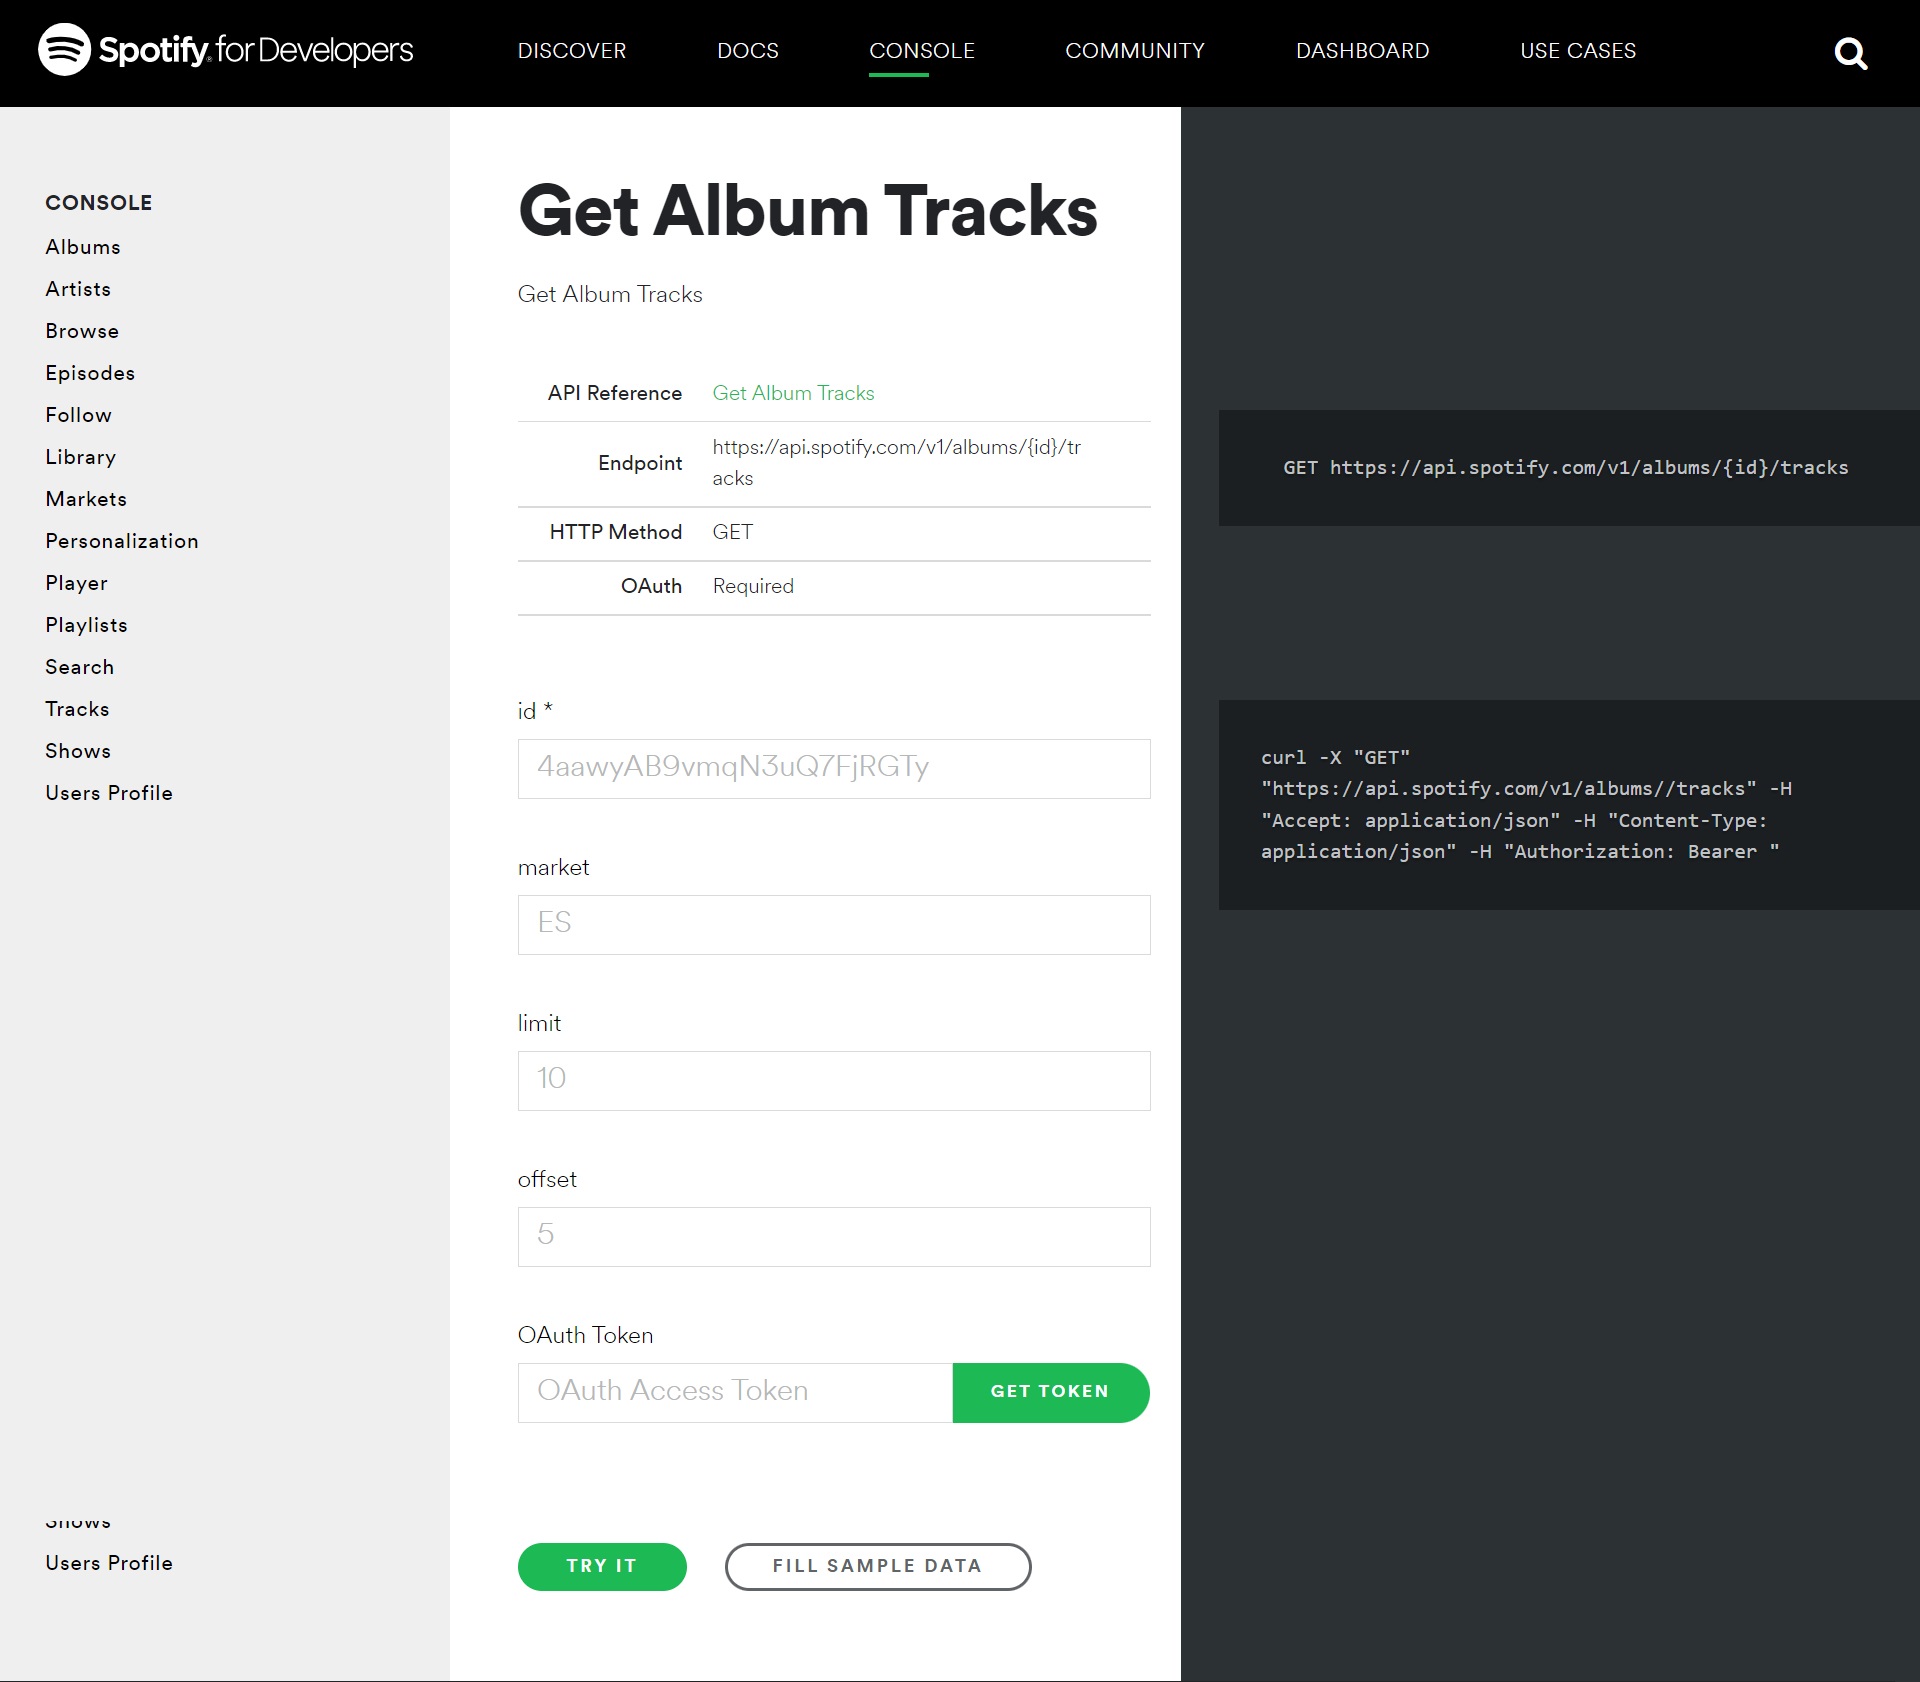 Spotify® for Developers
DISCOVER
DOCS
CONSOLE
COMMUNITY
DASHBOARD
USE CASES
CONSOLE
Albums
Artists
Browse
Episodes
Follow
Library
Markets
Personalization
Player
Playlists
Search
Tracks
Shows
Users Profile
Shows
Users Profile
Get Album Tracks
Get Album Tracks
API Reference Get Album Tracks
Endpoint https://api.spotify.com/v1/albums/{id}/tr
acks
HTTP Method GET
OAuth Required
id *
4aawyAB9vmqN3uQ7FjRGTy
market
ES
limit
10
offset
5
OAuth Token
OAuth Access Token GET TOKEN
TRY IT FILL SAMPLE DATA
GET https://api.spotify.com/v1/albums/{id}/tracks
curl -X "GET"
"https://api.spotify.com/v1/albums//tracks" -H
"Accept: application/json" -H "Content-Type:
application/json" -H "Authorization: Bearer "